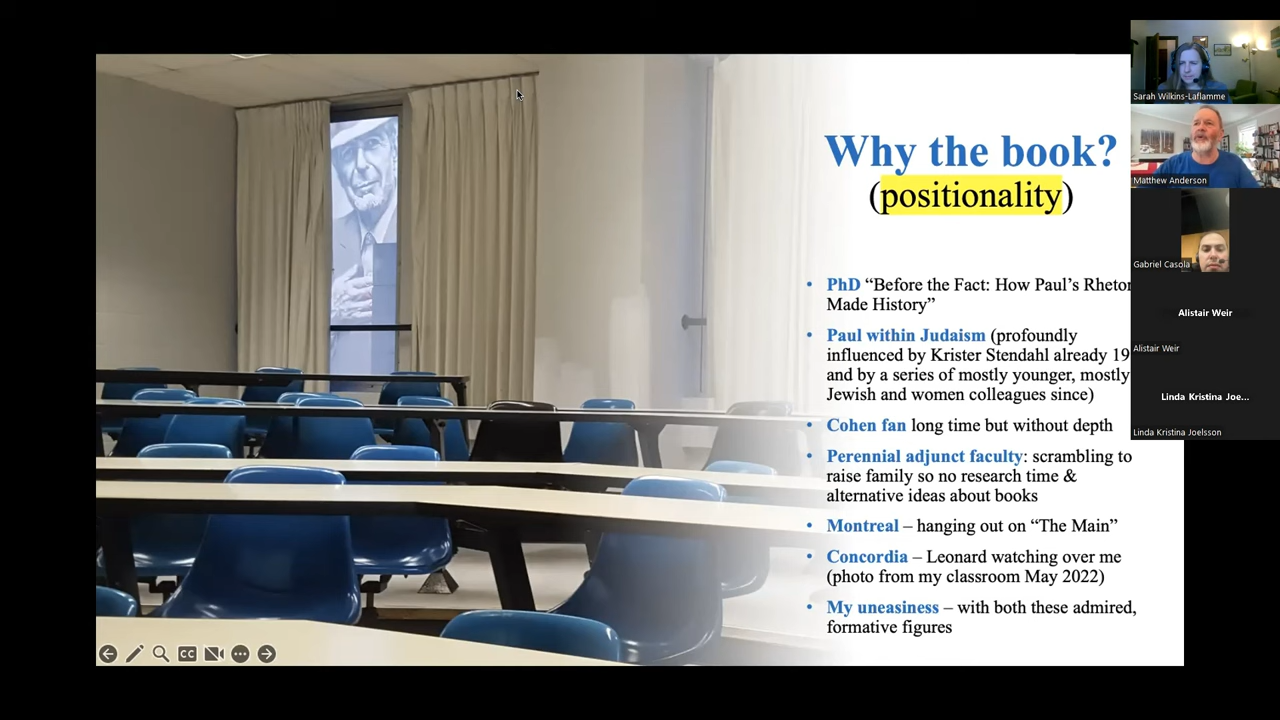 Why the book?
(positionality)
• PhD “Before the Fact: How Paul’s Rhetor
Made History”
• Paul within Judaism (profoundly
influenced by Krister Stendahl already 19
and by a series of mostly younger, mostly
Jewish and women colleagues since)
• Cohen fan long time but without depth
• Perennial adjunct faculty: scrambling to
raise family so no research time &
alternative ideas about books
• Montreal – hanging out on “The Main”
• Concordia – Leonard watching over me
(photo from my classroom May 2022)
• My uneasiness – with both these admired,
formative figures
CC
Sarah Wilkins-Laflamme
Matthew Anderson
Gabriel Casola
Alistair Weir
Alistair Weir
Linda Kristina Joe...
Linda Kristina Joelsson